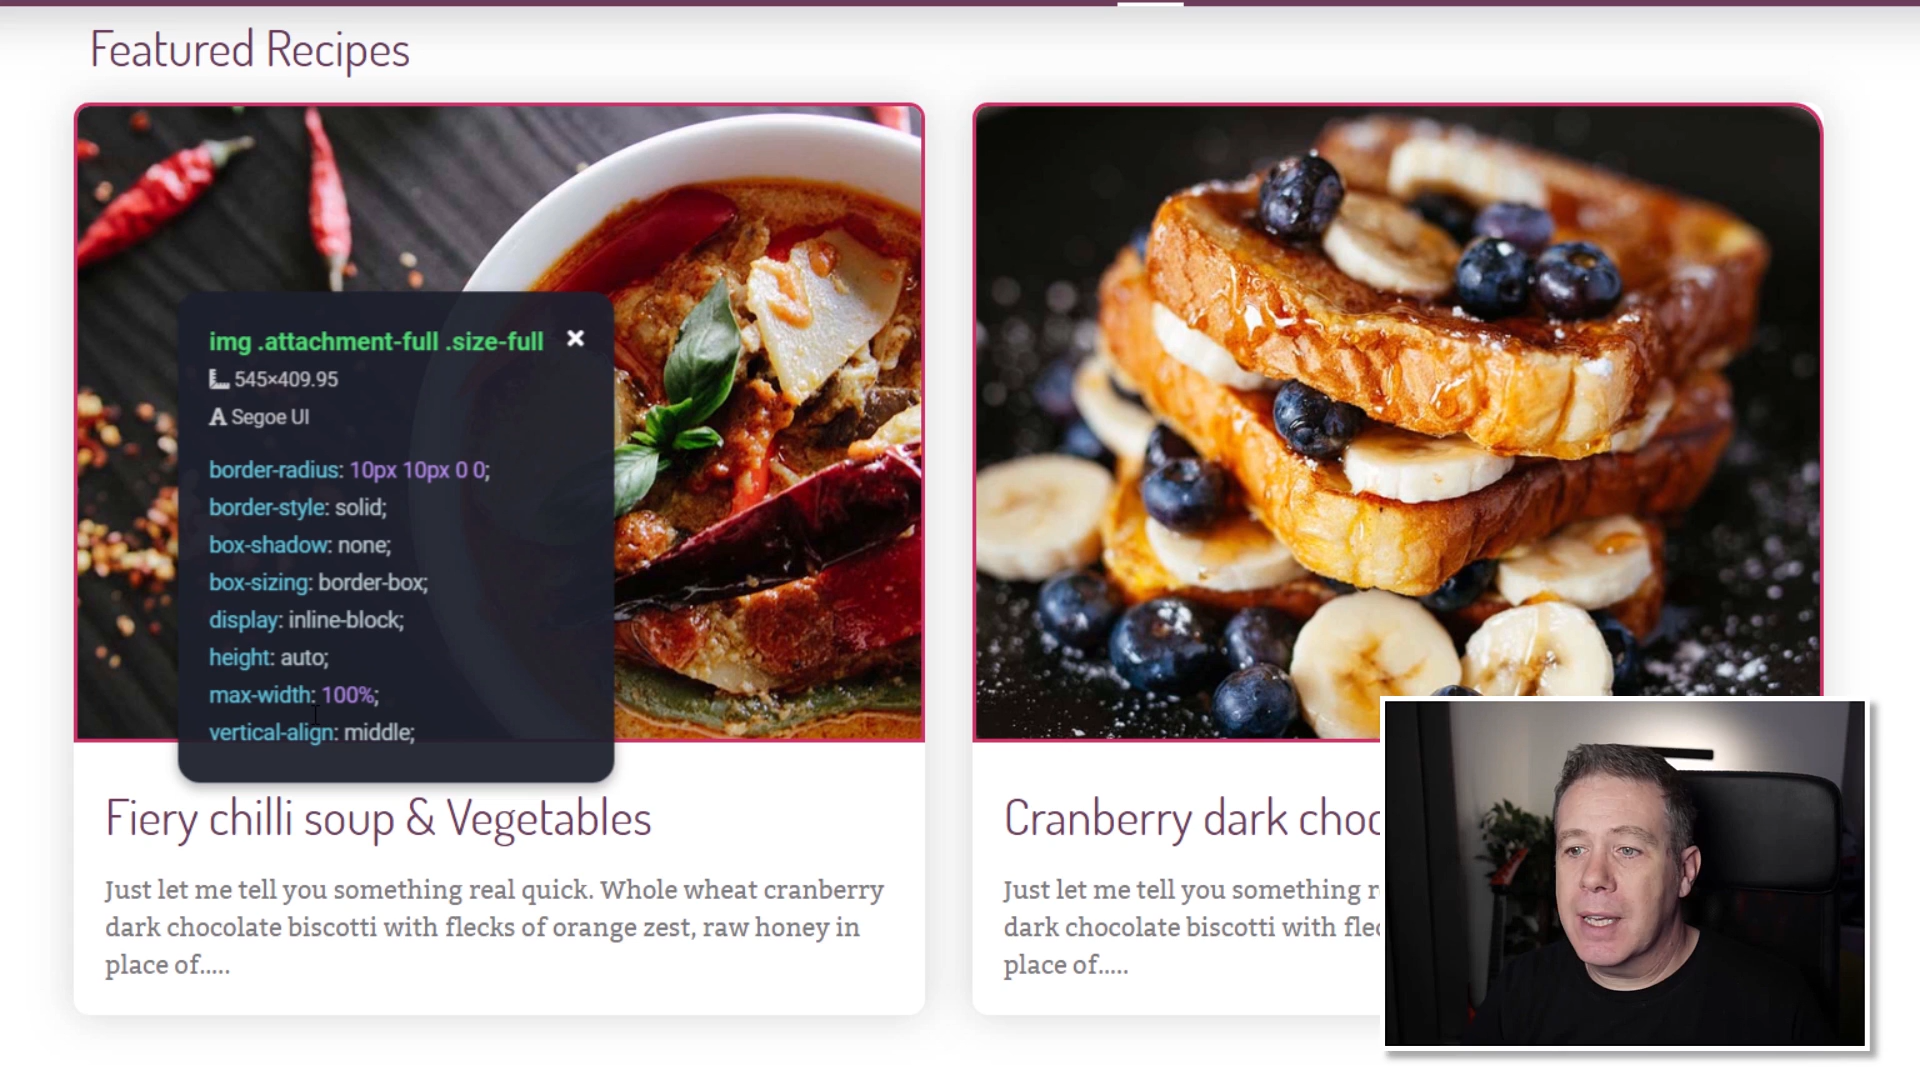 Featured Recipes
img .attachment-full .size-full
545×409.95
A Segoe UI
border-radius: 10px 10px 0 0;
border-style: solid;
box-shadow: none;
box-sizing: border-box;
display: inline-block;
height: auto;
max-width: 100%;
vertical-align: middle;
Fiery chilli soup & Vegetables
Just let me tell you something real quick. Whole wheat cranberry
dark chocolate biscotti with flecks of orange zest, raw honey in
place of.....
Cranberry dark choc
Just let me tell you something r
dark chocolate biscotti with flec
place of.....